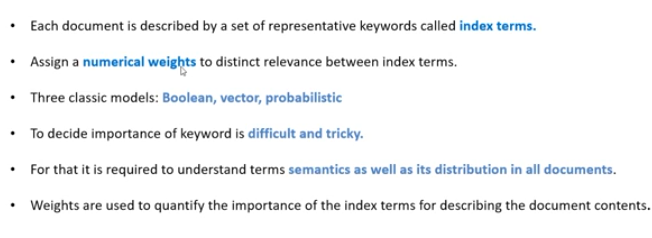 • Each document is described by a set of representative keywords called index terms.
• Assign a numerical weights to distinct relevance between index terms.
• Three classic models: Boolean, vector, probabilistic
• To decide importance of keyword is difficult and tricky.
• For that it is required to understand terms semantics as well as its distribution in all documents.
• Weights are used to quantify the importance of the index terms for describing the document contents.